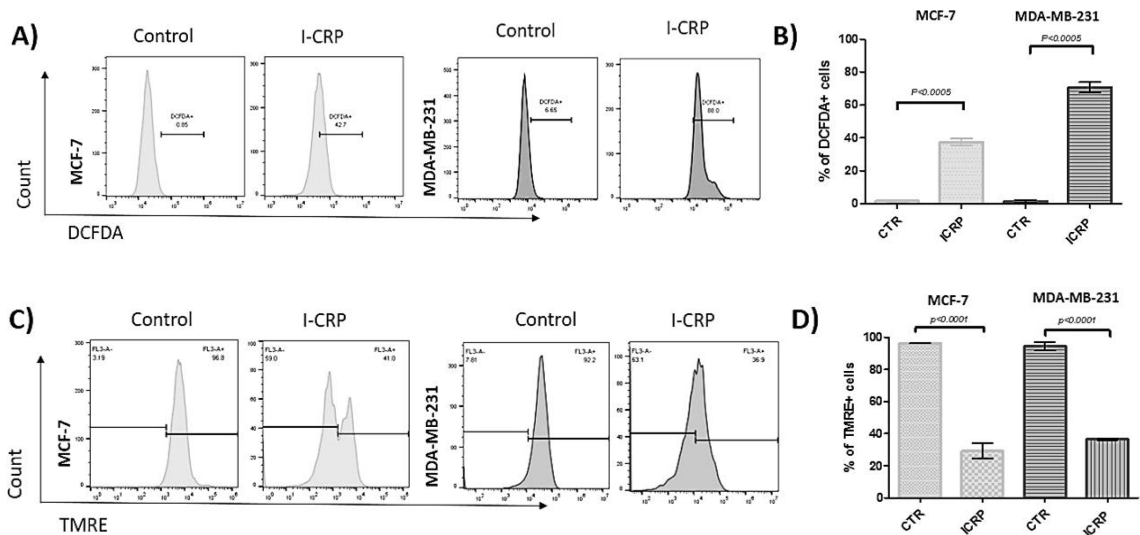 A)
Control
I-CRP
Control
I-CRP
MCF-7
DCFDA+
0.85
DCFDA+
42.7
MDA-MB-231
DCFDA+
6.65
DCFDA+
88.0
Count
DCFDA
B)
MCF-7
MDA-MB-231
P<0.0005
P<0.0005
% of DCFDA+ cells
100
80
60
40
20
0
CTR
ICRP
CTR
ICRP
C)
Control
I-CRP
Control
I-CRP
MCF-7
FL3-A-
3.19
FL3-A+
96.8
FL3-A-
59.0
FL3-A+
41.0
MDA-MB-231
FL3-A-
7.81
FL3-A+
92.2
FL3-A-
63.1
FL3-A+
36.9
Count
TMRE
D)
MCF-7
MDA-MB-231
p<0.0001
p<0.0001
% of TMRE+ cells
100
80
60
40
20
0
CTR
ICRP
CTR
ICRP